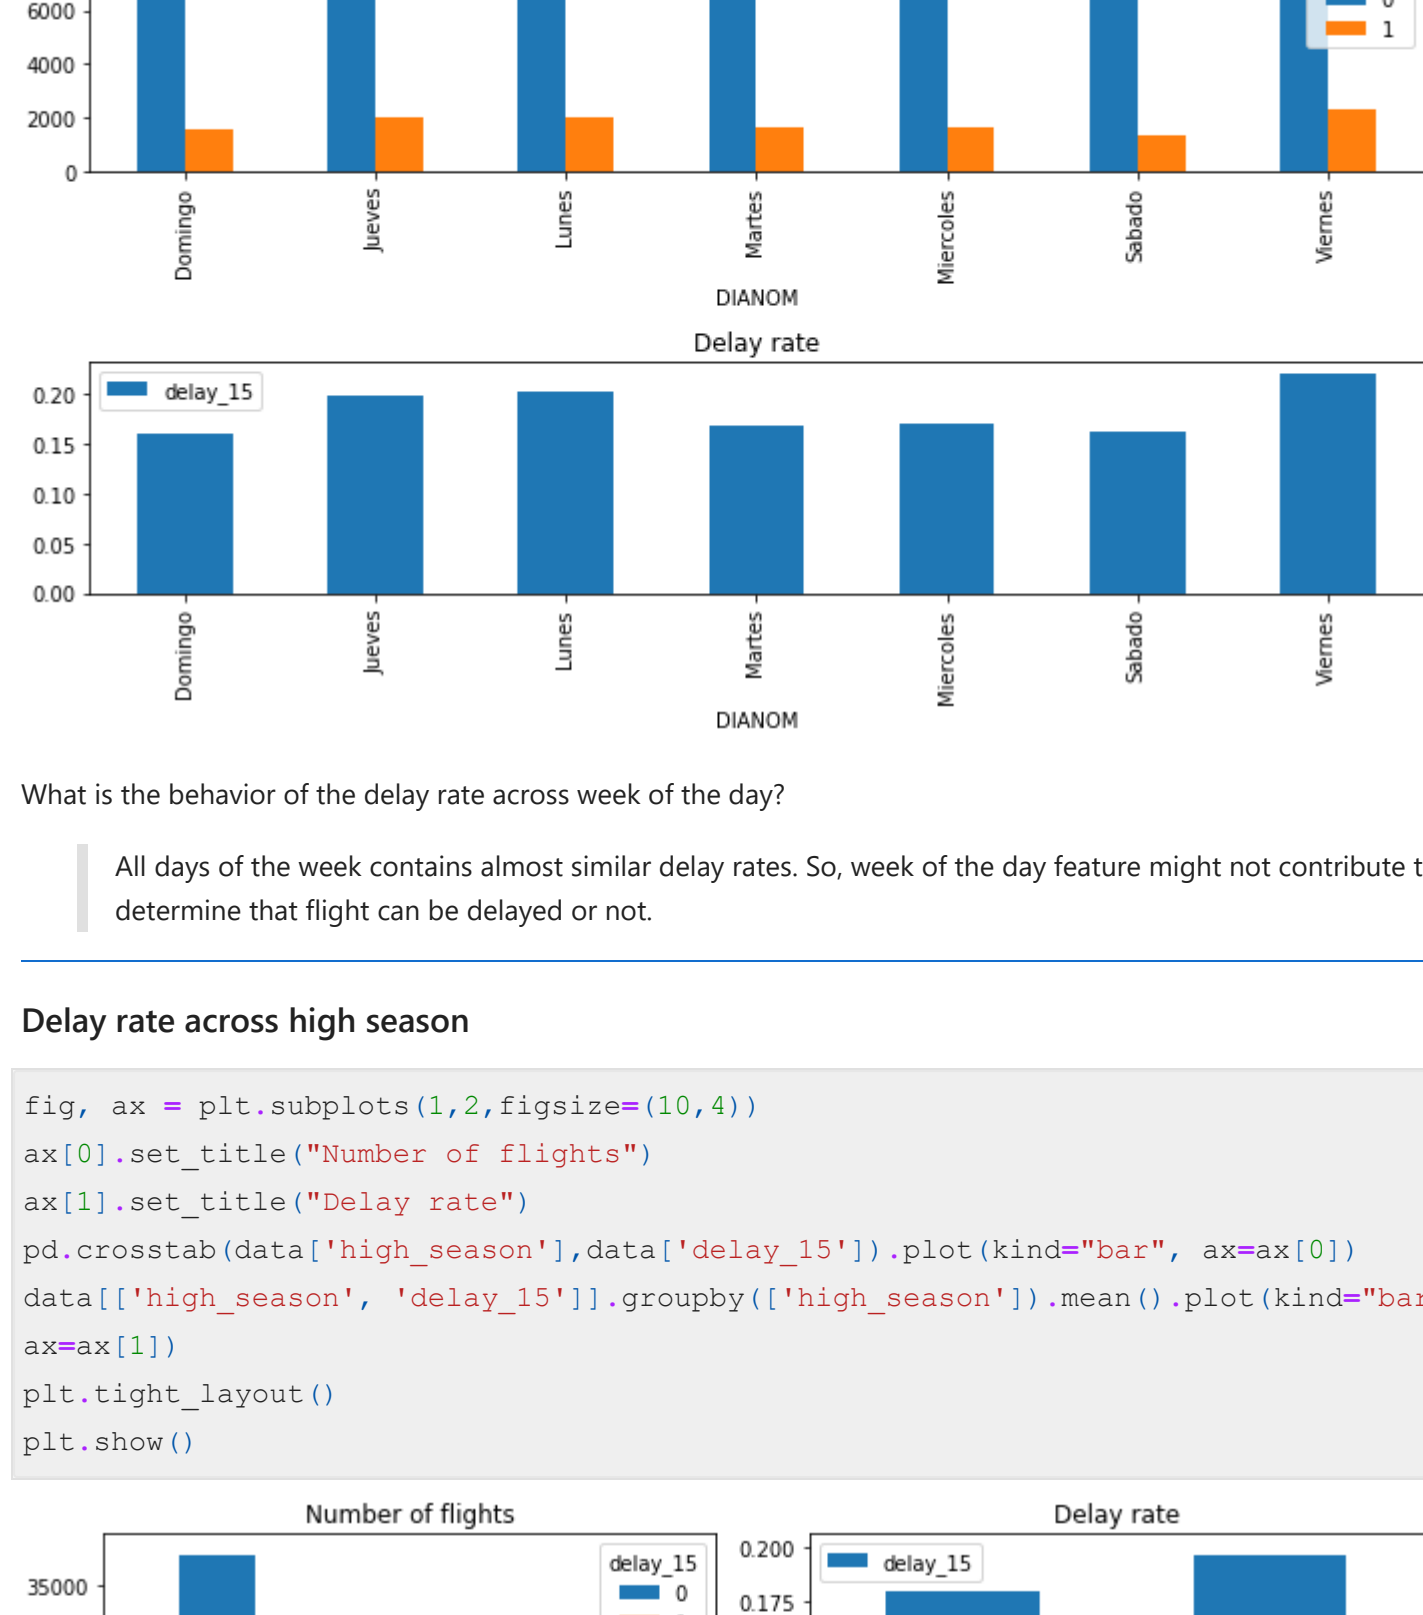 6000
0
1
4000
2000
0
Domingo
Jueves
Lunes
Martes
Miercoles
Sabado
Viernes
DIANOM
Delay rate
delay_15
0.20
0.15
0.10
0.05
0.00
Domingo
Jueves
Lunes
Martes
Miercoles
Sabado
Viernes
DIANOM
What is the behavior of the delay rate across week of the day?
All days of the week contains almost similar delay rates. So, week of the day feature might not contribute t
determine that flight can be delayed or not.
Delay rate across high season
fig, ax = plt.subplots(1,2,figsize=(10,4))
ax[0].set_title("Number of flights")
ax[1].set_title("Delay rate")
pd.crosstab(data['high_season'],data['delay_15']).plot(kind="bar", ax=ax[0])
data[['high_season', 'delay_15']].groupby(['high_season']).mean().plot(kind="bar
ax=ax[1])
plt.tight_layout()
plt.show()
Number of flights
35000
delay_15
0
Delay rate
0.200
0.175
delay_15